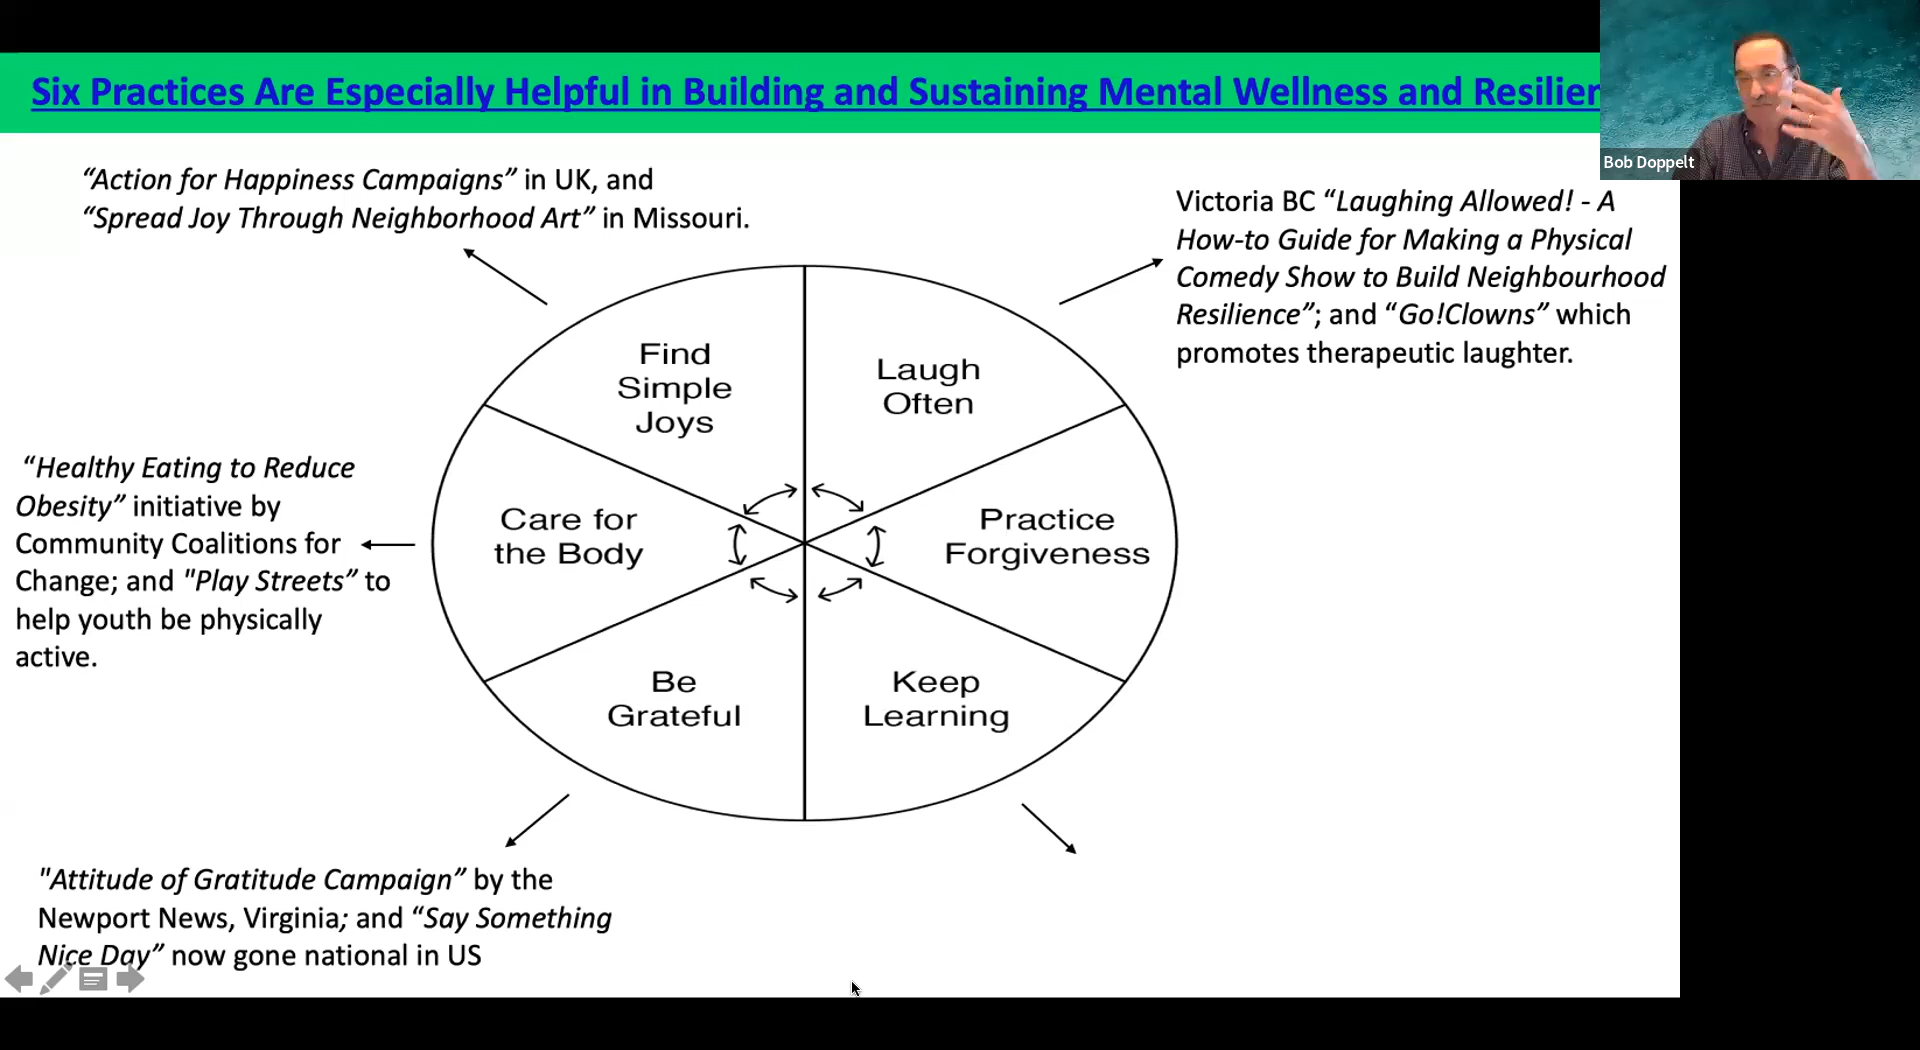 Six Practices Are Especially Helpful in Building and Sustaining Mental Wellness and Resilien
Bob Doppelt
“Action for Happiness Campaigns” in UK, and
“Spread Joy Through Neighborhood Art” in Missouri.
Victoria BC “Laughing Allowed! - A
How-to Guide for Making a Physical
Comedy Show to Build Neighbourhood
Resilience”; and “Go!Clowns” which
promotes therapeutic laughter.
Find
Simple
Joys
Laugh
Often
“Healthy Eating to Reduce
Obesity” initiative by
Community Coalitions for
Change; and "Play Streets” to
help youth be physically
active.
Care for
the Body
Practice
Forgiveness
Be
Grateful
Keep
Learning
"Attitude of Gratitude Campaign” by the
Newport News, Virginia; and “Say Something
Nice Day” now gone national in US